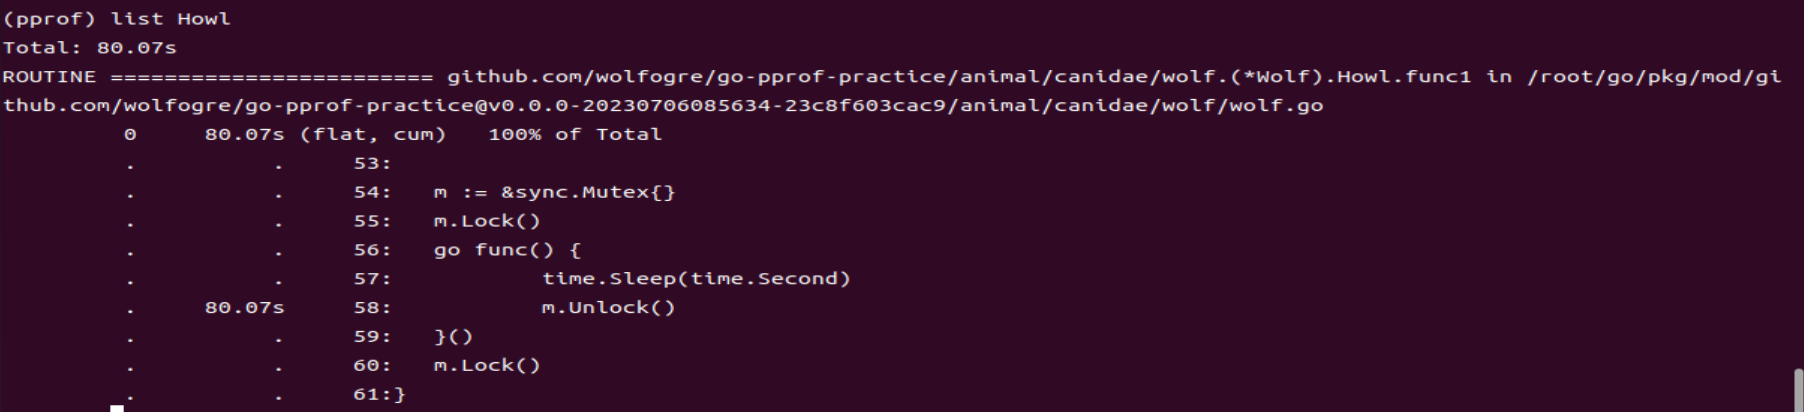 (pprof) list Howl
Total: 80.07s
ROUTINE ======================== github.com/wolfogre/go-pprof-practice/animal/canidae/wolf.(*Wolf).Howl.func1 in /root/go/pkg/mod/gi
thub.com/wolfogre/go-pprof-practice@v0.0.0-20230706085634-23c8f603cac9/animal/canidae/wolf/wolf.go
         0     80.07s (flat, cum)   100% of Total
         .          .     53:
         .          .     54:   m := &sync.Mutex{}
         .          .     55:   m.Lock()
         .          .     56:   go func() {
         .          .     57:           time.Sleep(time.Second)
         .     80.07s     58:           m.Unlock()
         .          .     59:   }()
         .          .     60:   m.Lock()
         .          .     61:}